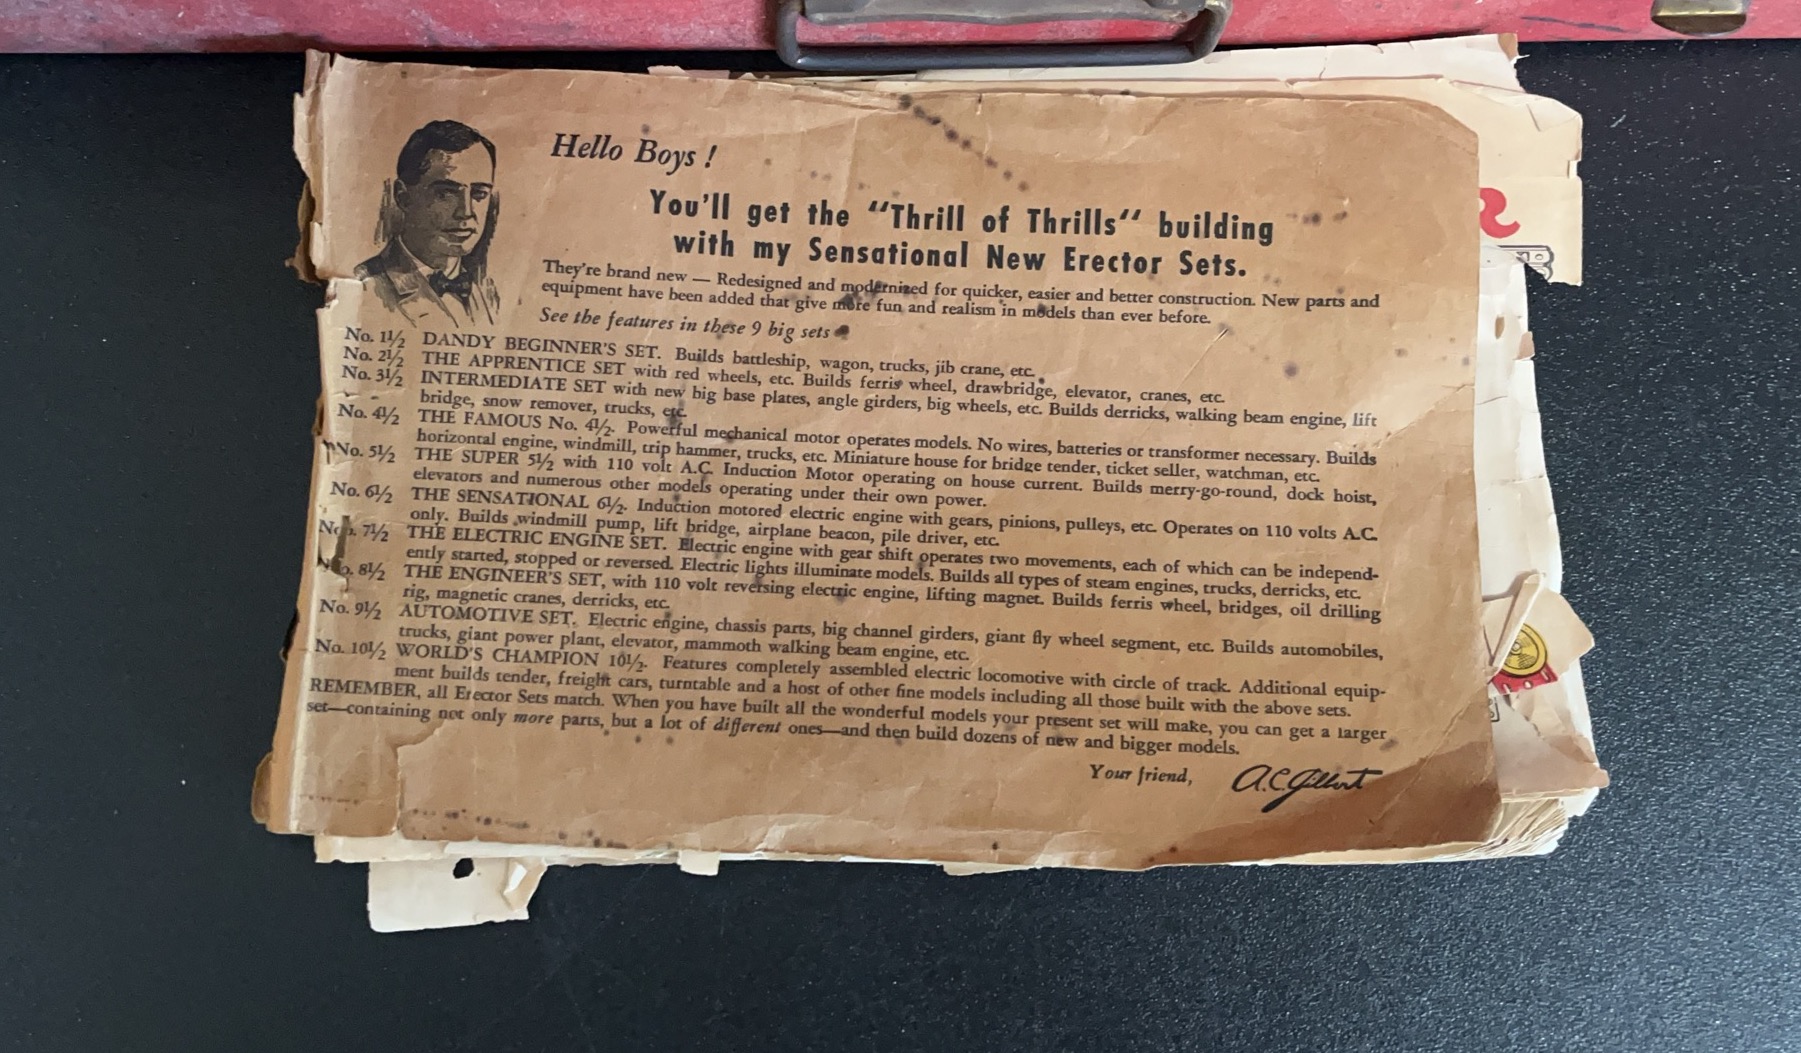 Hello Boys !
You'll get the "Thrill of Thrills" building
with my Sensational New Erector Sets.
They're brand new — Redesigned and modernized for quicker, easier and better construction. New parts and
equipment have been added that give more fun and realism in models than ever before.
See the features in these 9 big sets
No. 1½ DANDY BEGINNER'S SET. Builds battleship, wagon, trucks, jib crane, etc.
No. 2½ THE APPRENTICE SET with red wheels, etc. Builds ferris wheel, drawbridge, elevator, cranes, etc.
No. 3½ INTERMEDIATE SET with new big base plates, angle girders, big wheels, etc. Builds derricks, walking beam engine, lift
bridge, snow remover, trucks, etc.
No. 4½ THE FAMOUS No. 4½. Powerful mechanical motor operates models. No wires, batteries or transformer necessary. Builds
horizontal engine, windmill, trip hammer, trucks, etc. Miniature house for bridge tender, ticket seller, watchman, etc.
No. 5½ THE SUPER 5½ with 110 volt A.C. Induction Motor operating on house current. Builds merry-go-round, dock hoist,
elevators and numerous other models operating under their own power.
No. 6½ THE SENSATIONAL 6½. Induction motored electric engine with gears, pinions, pulleys, etc. Operates on 110 volts A.C.
only. Builds windmill pump, lift bridge, airplane beacon, pile driver, etc.
No. 7½ THE ELECTRIC ENGINE SET. Electric engine with gear shift operates two movements, each of which can be independ-
ently started, stopped or reversed. Electric lights illuminate models. Builds all types of steam engines, trucks, derricks, etc.
No. 8½ THE ENGINEER'S SET, with 110 volt reversing electric engine, lifting magnet. Builds ferris wheel, bridges, oil drilling
rig, magnetic cranes, derricks, etc.
No. 9½ AUTOMOTIVE SET. Electric engine, chassis parts, big channel girders, giant fly wheel segment, etc. Builds automobiles,
trucks, giant power plant, elevator, mammoth walking beam engine, etc.
No. 10½ WORLD'S CHAMPION 10½. Features completely assembled electric locomotive with circle of track. Additional equip-
ment builds tender, freight cars, turntable and a host of other fine models including all those built with the above sets.
REMEMBER, all Erector Sets match. When you have built all the wonderful models your present set will make, you can get a larger
set—containing not only more parts, but a lot of different ones—and then build dozens of new and bigger models.
Your friend, A.C. Gilbert